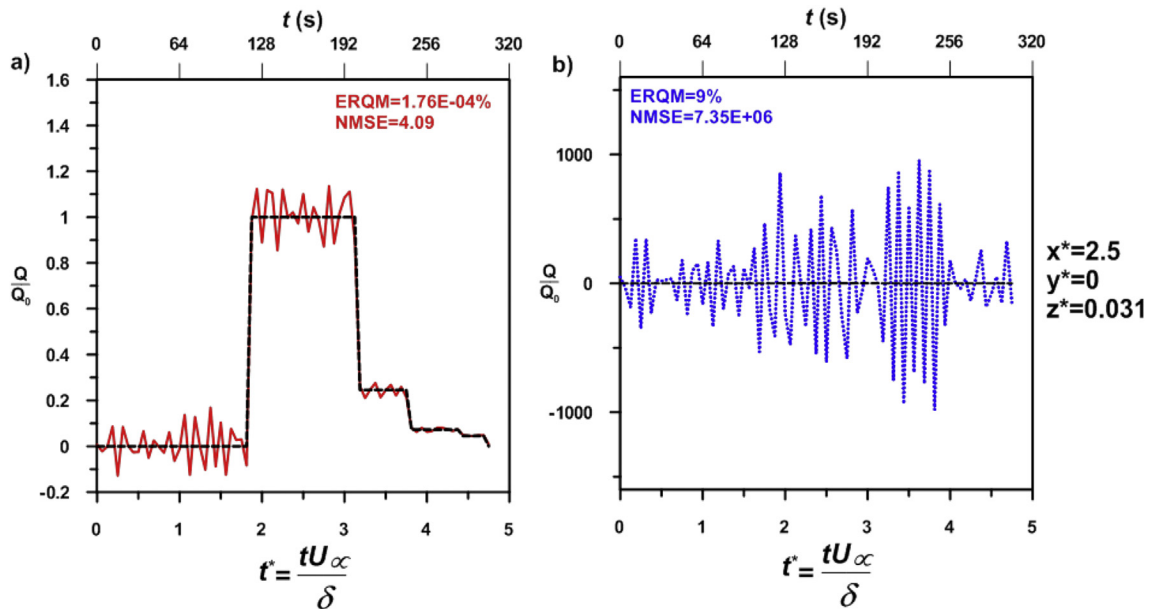 t (s)
0 64 128 192 256 320
a)
1.6
1.4
1.2
1
0.8
0.6
0.4
0.2
0
-0.2
Q
Q₀
ERQM=1.76E-04%
NMSE=4.09
0 1 2 3 4 5
t*= tU∝
δ
t (s)
0 64 128 192 256 320
b)
ERQM=9%
NMSE=7.35E+06
1000
0
-1000
Q
Q₀
0 1 2 3 4 5
t*= tU∝
δ
x*=2.5
y*=0
z*=0.031